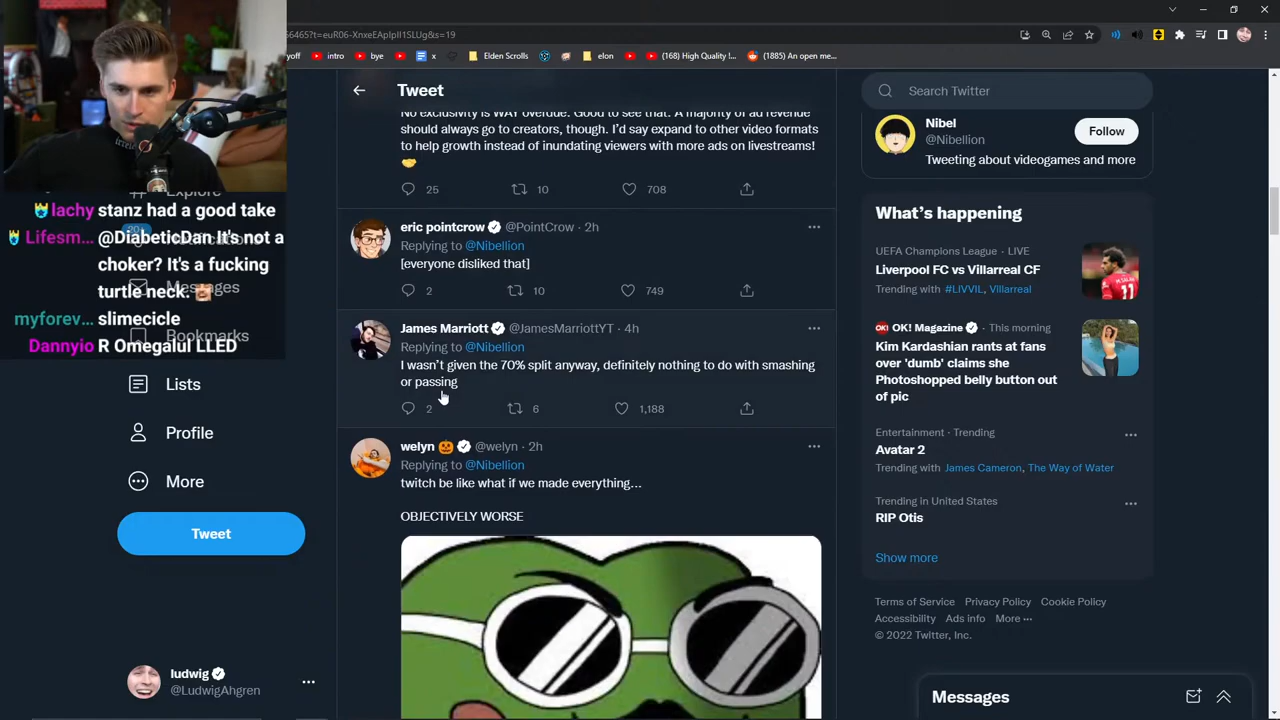 56465?t=euR06-XnxeEApIpII1SLUg&s=19
yoff
intro
bye
x
Elden Scrolls
elon
(168) High Quality I...
(1885) An open me...
Tweet
Search Twitter
No exclusivity is WAY overdue. Good to see that. A majority of ad revenue
should always go to creators, though. I'd say expand to other video formats
to help growth instead of inundating viewers with more ads on livestreams!
25 10 708
eric pointcrow @PointCrow · 2h
Replying to @Nibellion
[everyone disliked that]
2 10 749
James Marriott @JamesMarriottYT · 4h
Replying to @Nibellion
I wasn't given the 70% split anyway, definitely nothing to do with smashing
or passing
2 6 1,188
welyn @welyn · 2h
Replying to @Nibellion
twitch be like what if we made everything...
OBJECTIVELY WORSE
Nibel
@Nibellion
Follow
Tweeting about videogames and more
What's happening
UEFA Champions League · LIVE
Liverpool FC vs Villarreal CF
Trending with #LIVVIL, Villarreal
OK! Magazine · This morning
Kim Kardashian rants at fans
over 'dumb' claims she
Photoshopped belly button out
of pic
Entertainment · Trending
Avatar 2
Trending with James Cameron, The Way of Water
Trending in United States
RIP Otis
Show more
Terms of Service Privacy Policy Cookie Policy
Accessibility Ads info More ···
© 2022 Twitter, Inc.
Messages
Explore
20+
Notifications
Messages
Bookmarks
Lists
Profile
More
Tweet
ludwig
@LudwigAhgren
lachy stanz had a good take
Lifesm... @DiabeticDan It's not a
choker? It's a fucking
turtle neck.
myforev... slimecicle
Dannyio R Omegalul LLED